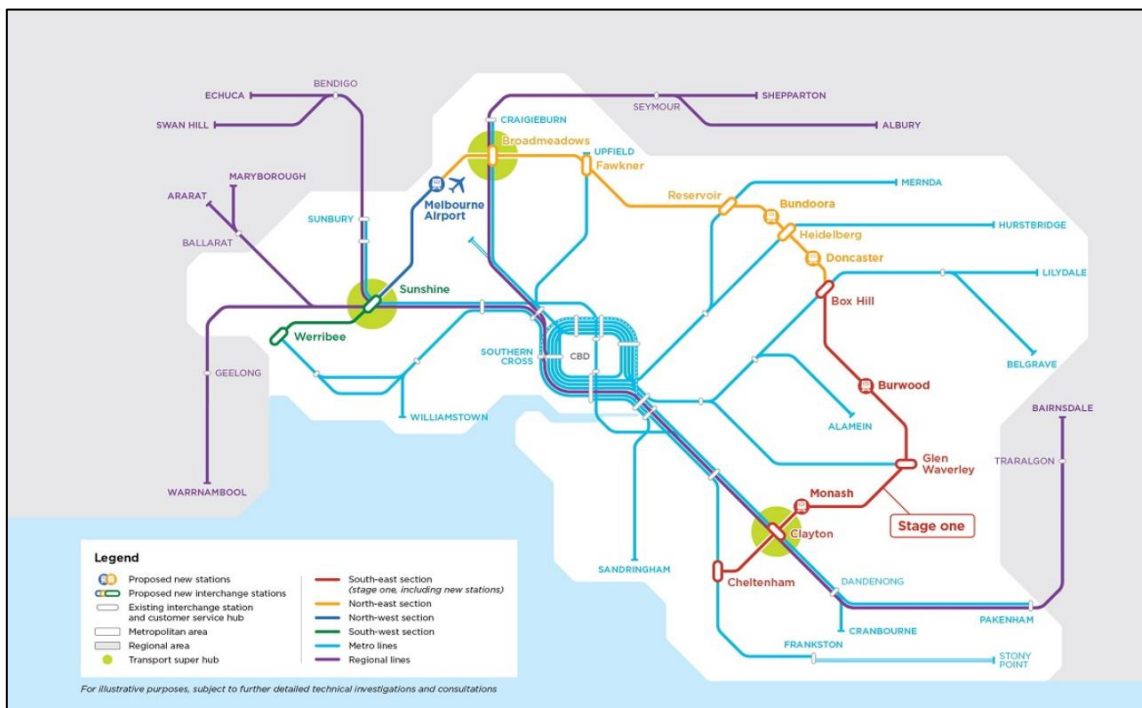 BENDIGO
ECHUCA
SWAN HILL
SHEPPARTON
SEYMOUR
ALBURY
CRAIGIEBURN
Broadmeadows
UPFIELD
Fawkner
MARYBOROUGH
ARARAT
BALLARAT
SUNBURY
Melbourne
Airport
Reservoir
MERNDA
Bundoora
Heidelberg
HURSTBRIDGE
Doncaster
LILYDALE
Box Hill
Sunshine
Werribee
SOUTHERN
CROSS
CBD
GEELONG
WILLIAMSTOWN
BELGRAVE
Burwood
ALAMEIN
BAIRNSDALE
Glen
Waverley
TRARALGON
WARRNAMBOOL
Monash
Stage one
Clayton
SANDRINGHAM
Cheltenham
DANDENONG
CRANBOURNE
PAKENHAM
FRANKSTON
STONY
POINT
Legend
Proposed new stations
Proposed new interchange stations
Existing interchange station
and customer service hub
Metropolitan area
Regional area
Transport super hub
South-east section
(stage one, including new stations)
North-east section
North-west section
South-west section
Metro lines
Regional lines
For illustrative purposes, subject to further detailed technical investigations and consultations